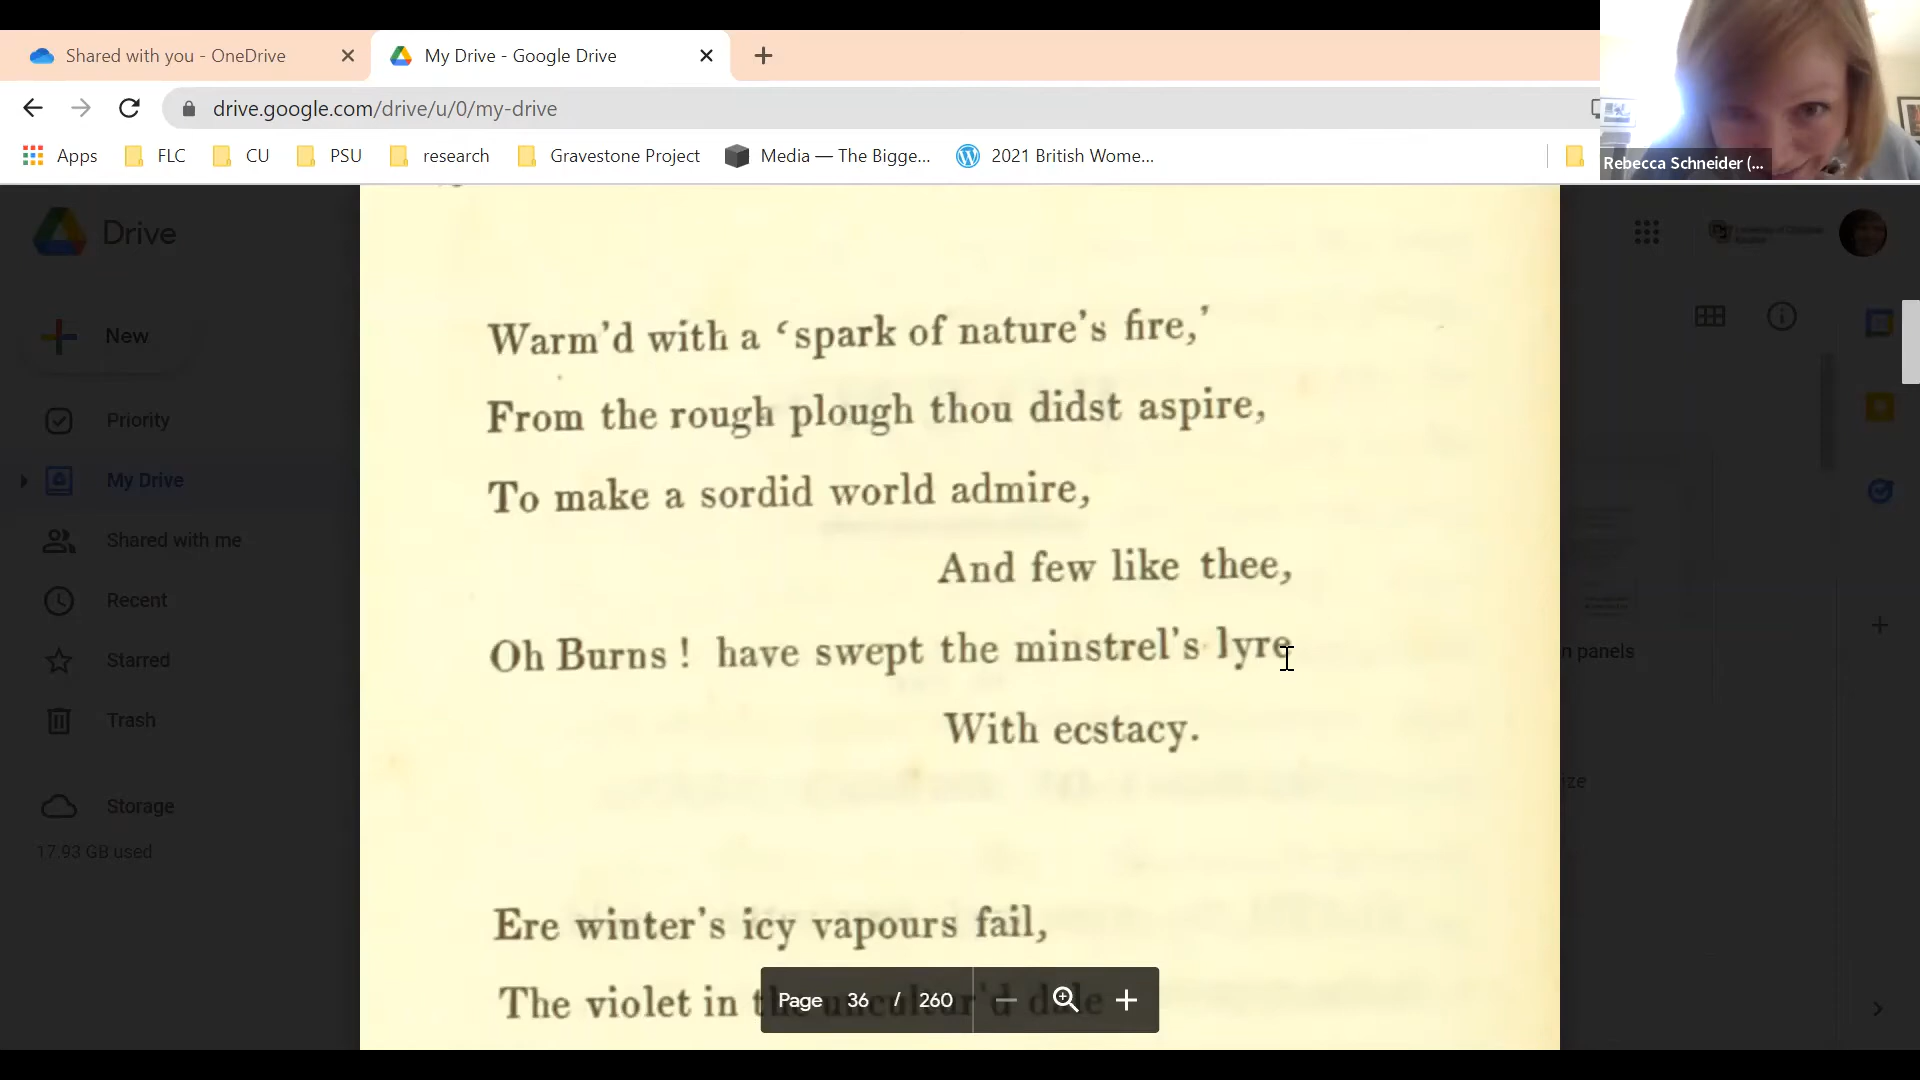 Shared with you - OneDrive
My Drive - Google Drive
drive.google.com/drive/u/0/my-drive
Apps
FLC
CU
PSU
research
Gravestone Project
Media — The Bigge...
2021 British Wome...
Rebecca Schneider (...
Drive
New
Priority
My Drive
Shared with me
Recent
Starred
Trash
Storage
17.93 GB used
Warm'd with a ‘spark of nature's fire,’
From the rough plough thou didst aspire,
To make a sordid world admire,
And few like thee,
Oh Burns ! have swept the minstrel's lyre
With ecstacy.
Ere winter's icy vapours fail,
The violet in the uncultur'd dale
Page 36 / 260
n panels
ze